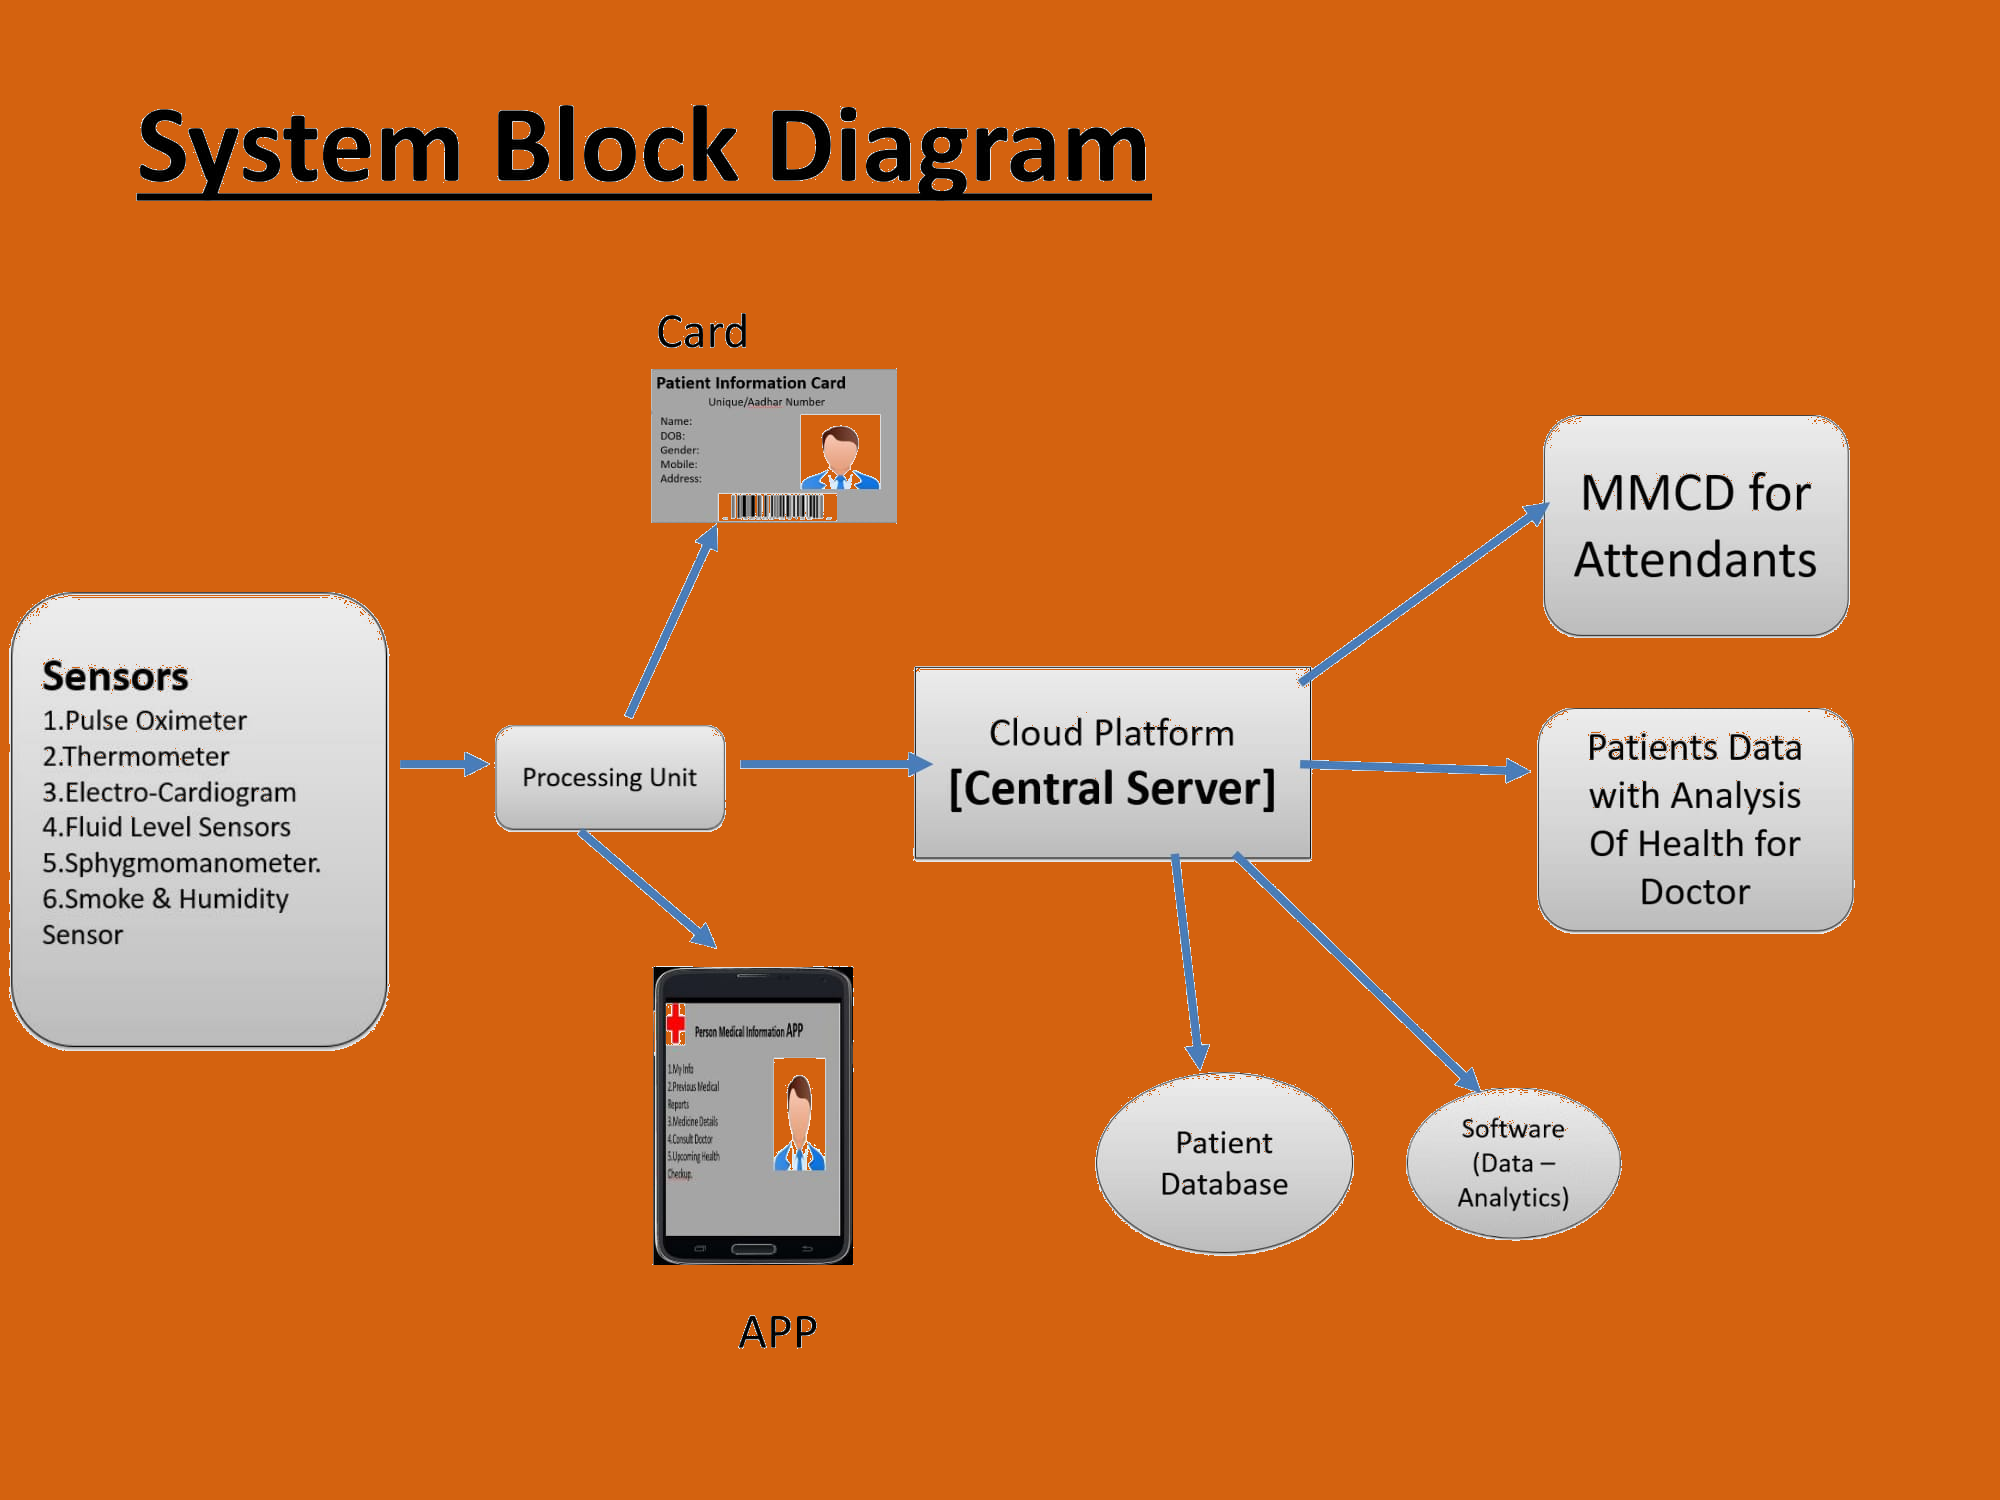 System Block Diagram
Card
Patient Information Card
Unique/Aadhar Number
Name:
DOB:
Gender:
Mobile:
Address:
MMCD for
Attendants
Sensors
1.Pulse Oximeter
2.Thermometer
3.Electro-Cardiogram
4.Fluid Level Sensors
5.Sphygmomanometer.
6.Smoke & Humidity
Sensor
Processing Unit
Cloud Platform
[Central Server]
Patients Data
with Analysis
Of Health for
Doctor
Person Medical Information APP
1.My Info
2.Previous Medical
Reports
3.Medicine Details
4.Consult Doctor
5.Upcoming Health
Checkup.
Patient
Database
Software
(Data –
Analytics)
APP